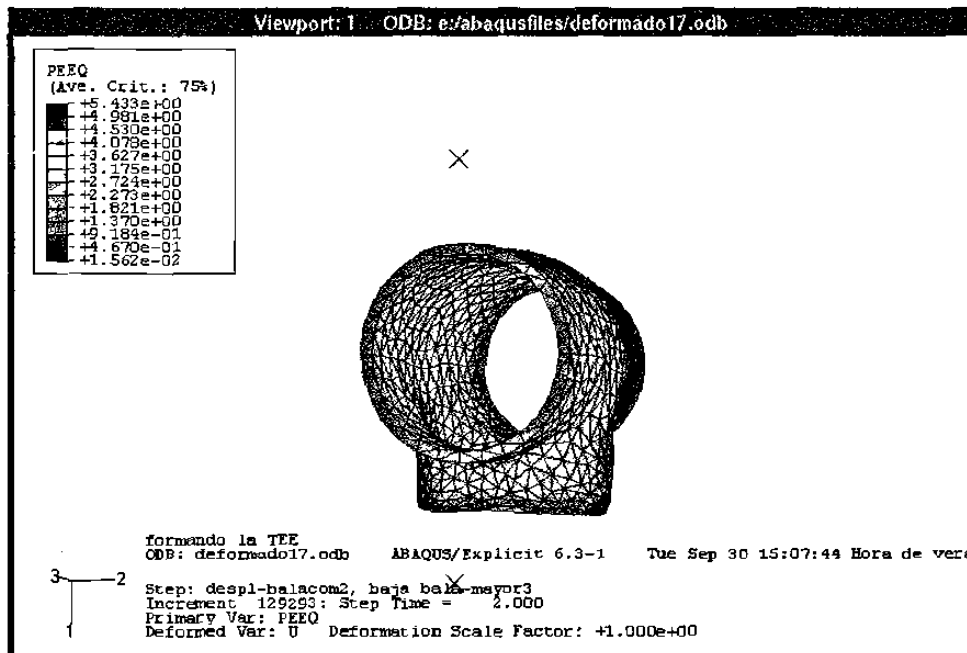 Viewport: 1 ODB: e:/abaqusfiles/deformado17.odb
PEEQ
(Ave. Crit.: 75%)
+5.433e+00
+4.981e+00
+4.530e+00
+4.078e+00
+3.627e+00
+3.175e+00
+2.724e+00
+2.273e+00
+1.821e+00
+1.370e+00
+9.184e-01
+4.670e-01
+1.562e-02
formando la TEE
ODB: deformado17.odb ABAQUS/Explicit 6.3-1 Tue Sep 30 15:07:44 Hora de vera
3 2
1
Step: despl-balacom2, baja bala-mayor3
Increment 129293: Step Time = 2.000
Primary Var: PEEQ
Deformed Var: U Deformation Scale Factor: +1.000e+00